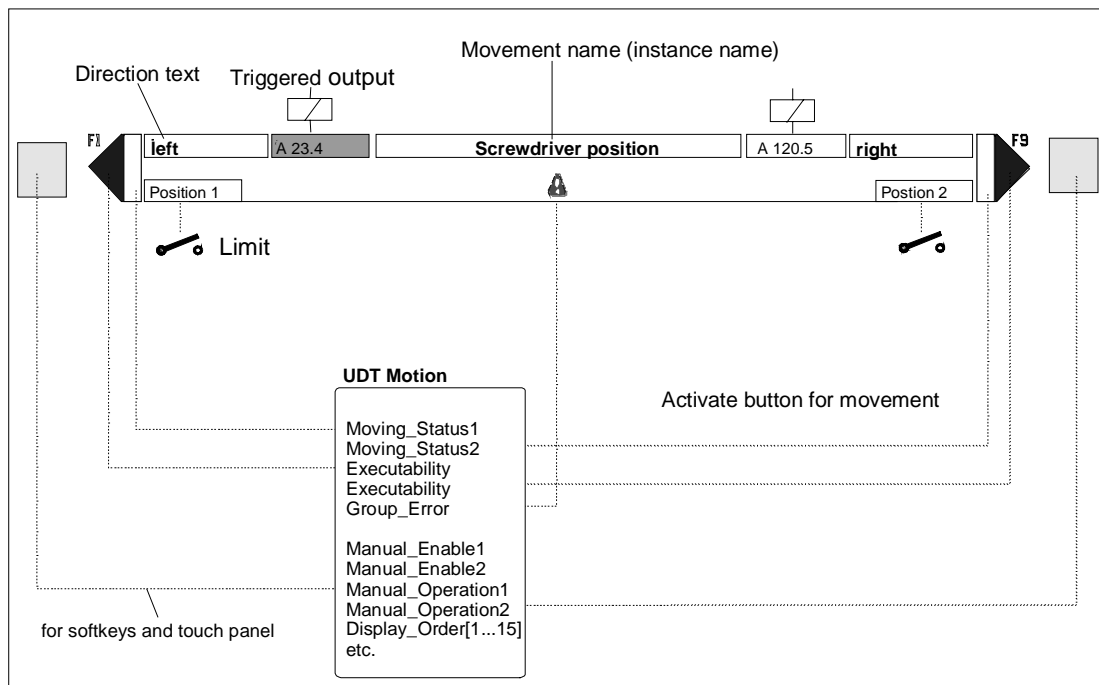 Movement name (instance name)
Direction text
Triggered output
F1
left
A 23.4
Screwdriver position
A 120.5
right
F9
Position 1
Postion 2
Limit
UDT Motion
Activate button for movement
Moving_Status1
Moving_Status2
Executability
Executability
Group_Error
Manual_Enable1
Manual_Enable2
Manual_Operation1
Manual_Operation2
Display_Order[1...15]
etc.
for softkeys and touch panel